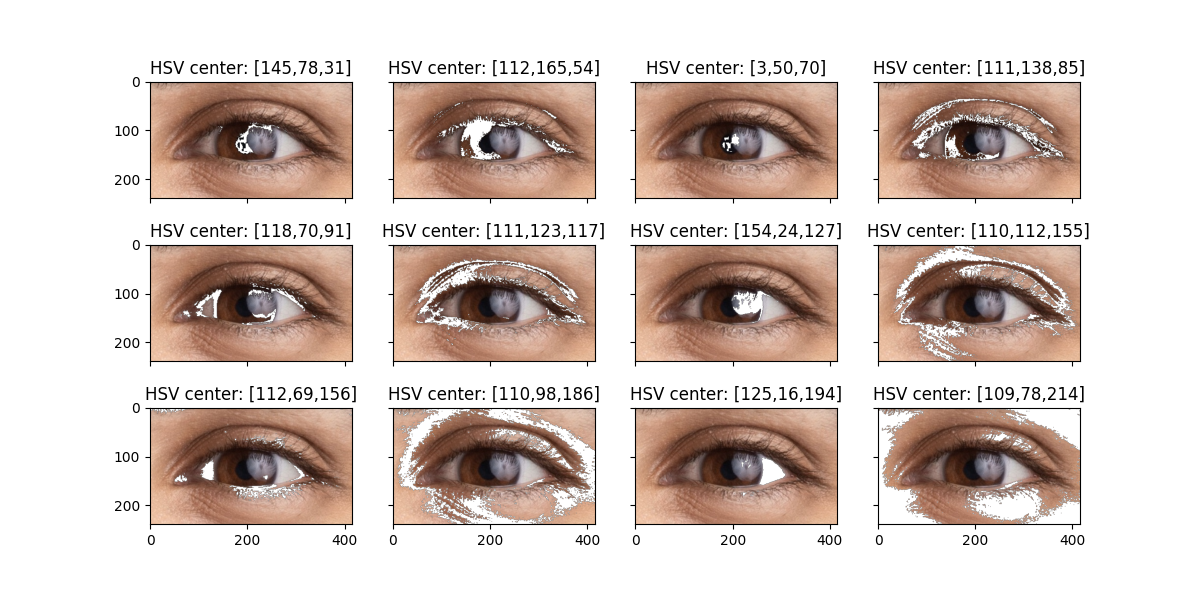 HSV center: [145,78,31] HSV center: [112,165,54] HSV center: [3,50,70] HSV center: [111,138,85]
0
100
200
HSV center: [118,70,91] HSV center: [111,123,117] HSV center: [154,24,127] HSV center: [110,112,155]
0
100
200
HSV center: [112,69,156] HSV center: [110,98,186] HSV center: [125,16,194] HSV center: [109,78,214]
0
100
200
0 200 400 0 200 400 0 200 400 0 200 400